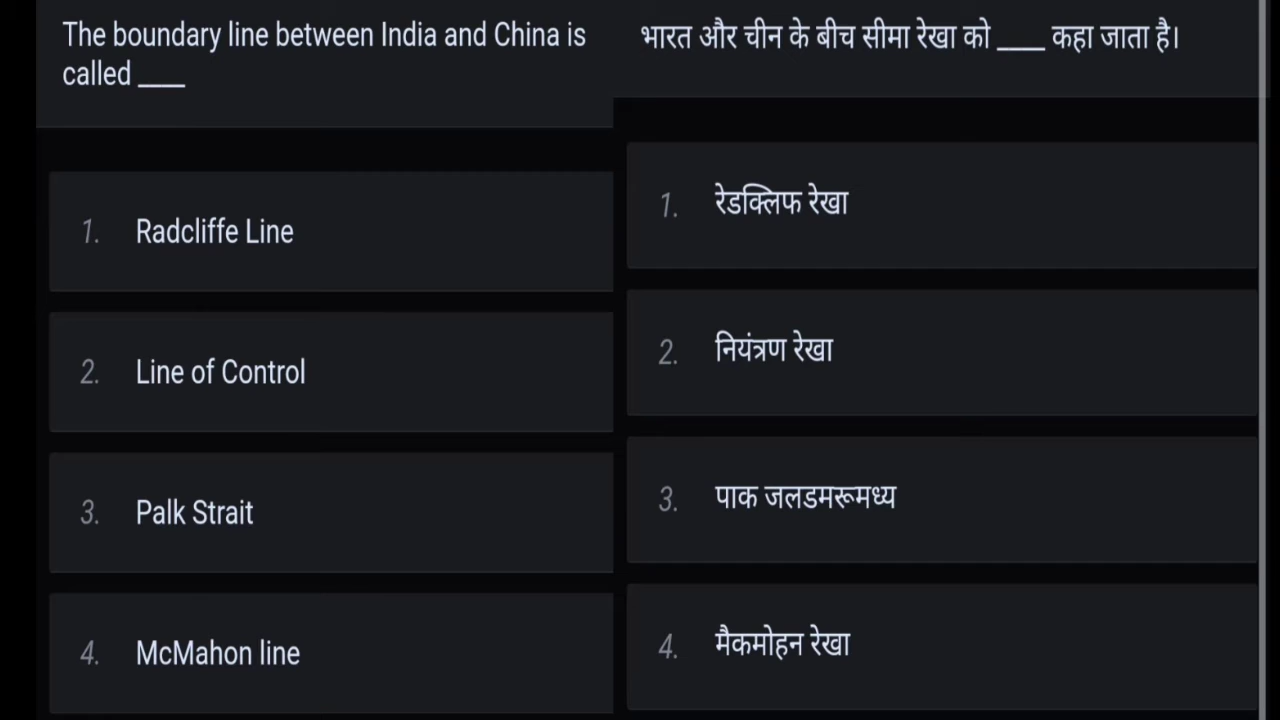 The boundary line between India and China is
called ____
1. Radcliffe Line
2. Line of Control
3. Palk Strait
4. McMahon line
भारत और चीन के बीच सीमा रेखा को ____ कहा जाता है।
1. रेडक्लिफ रेखा
2. नियंत्रण रेखा
3. पाक जलडमरूमध्य
4. मैकमोहन रेखा